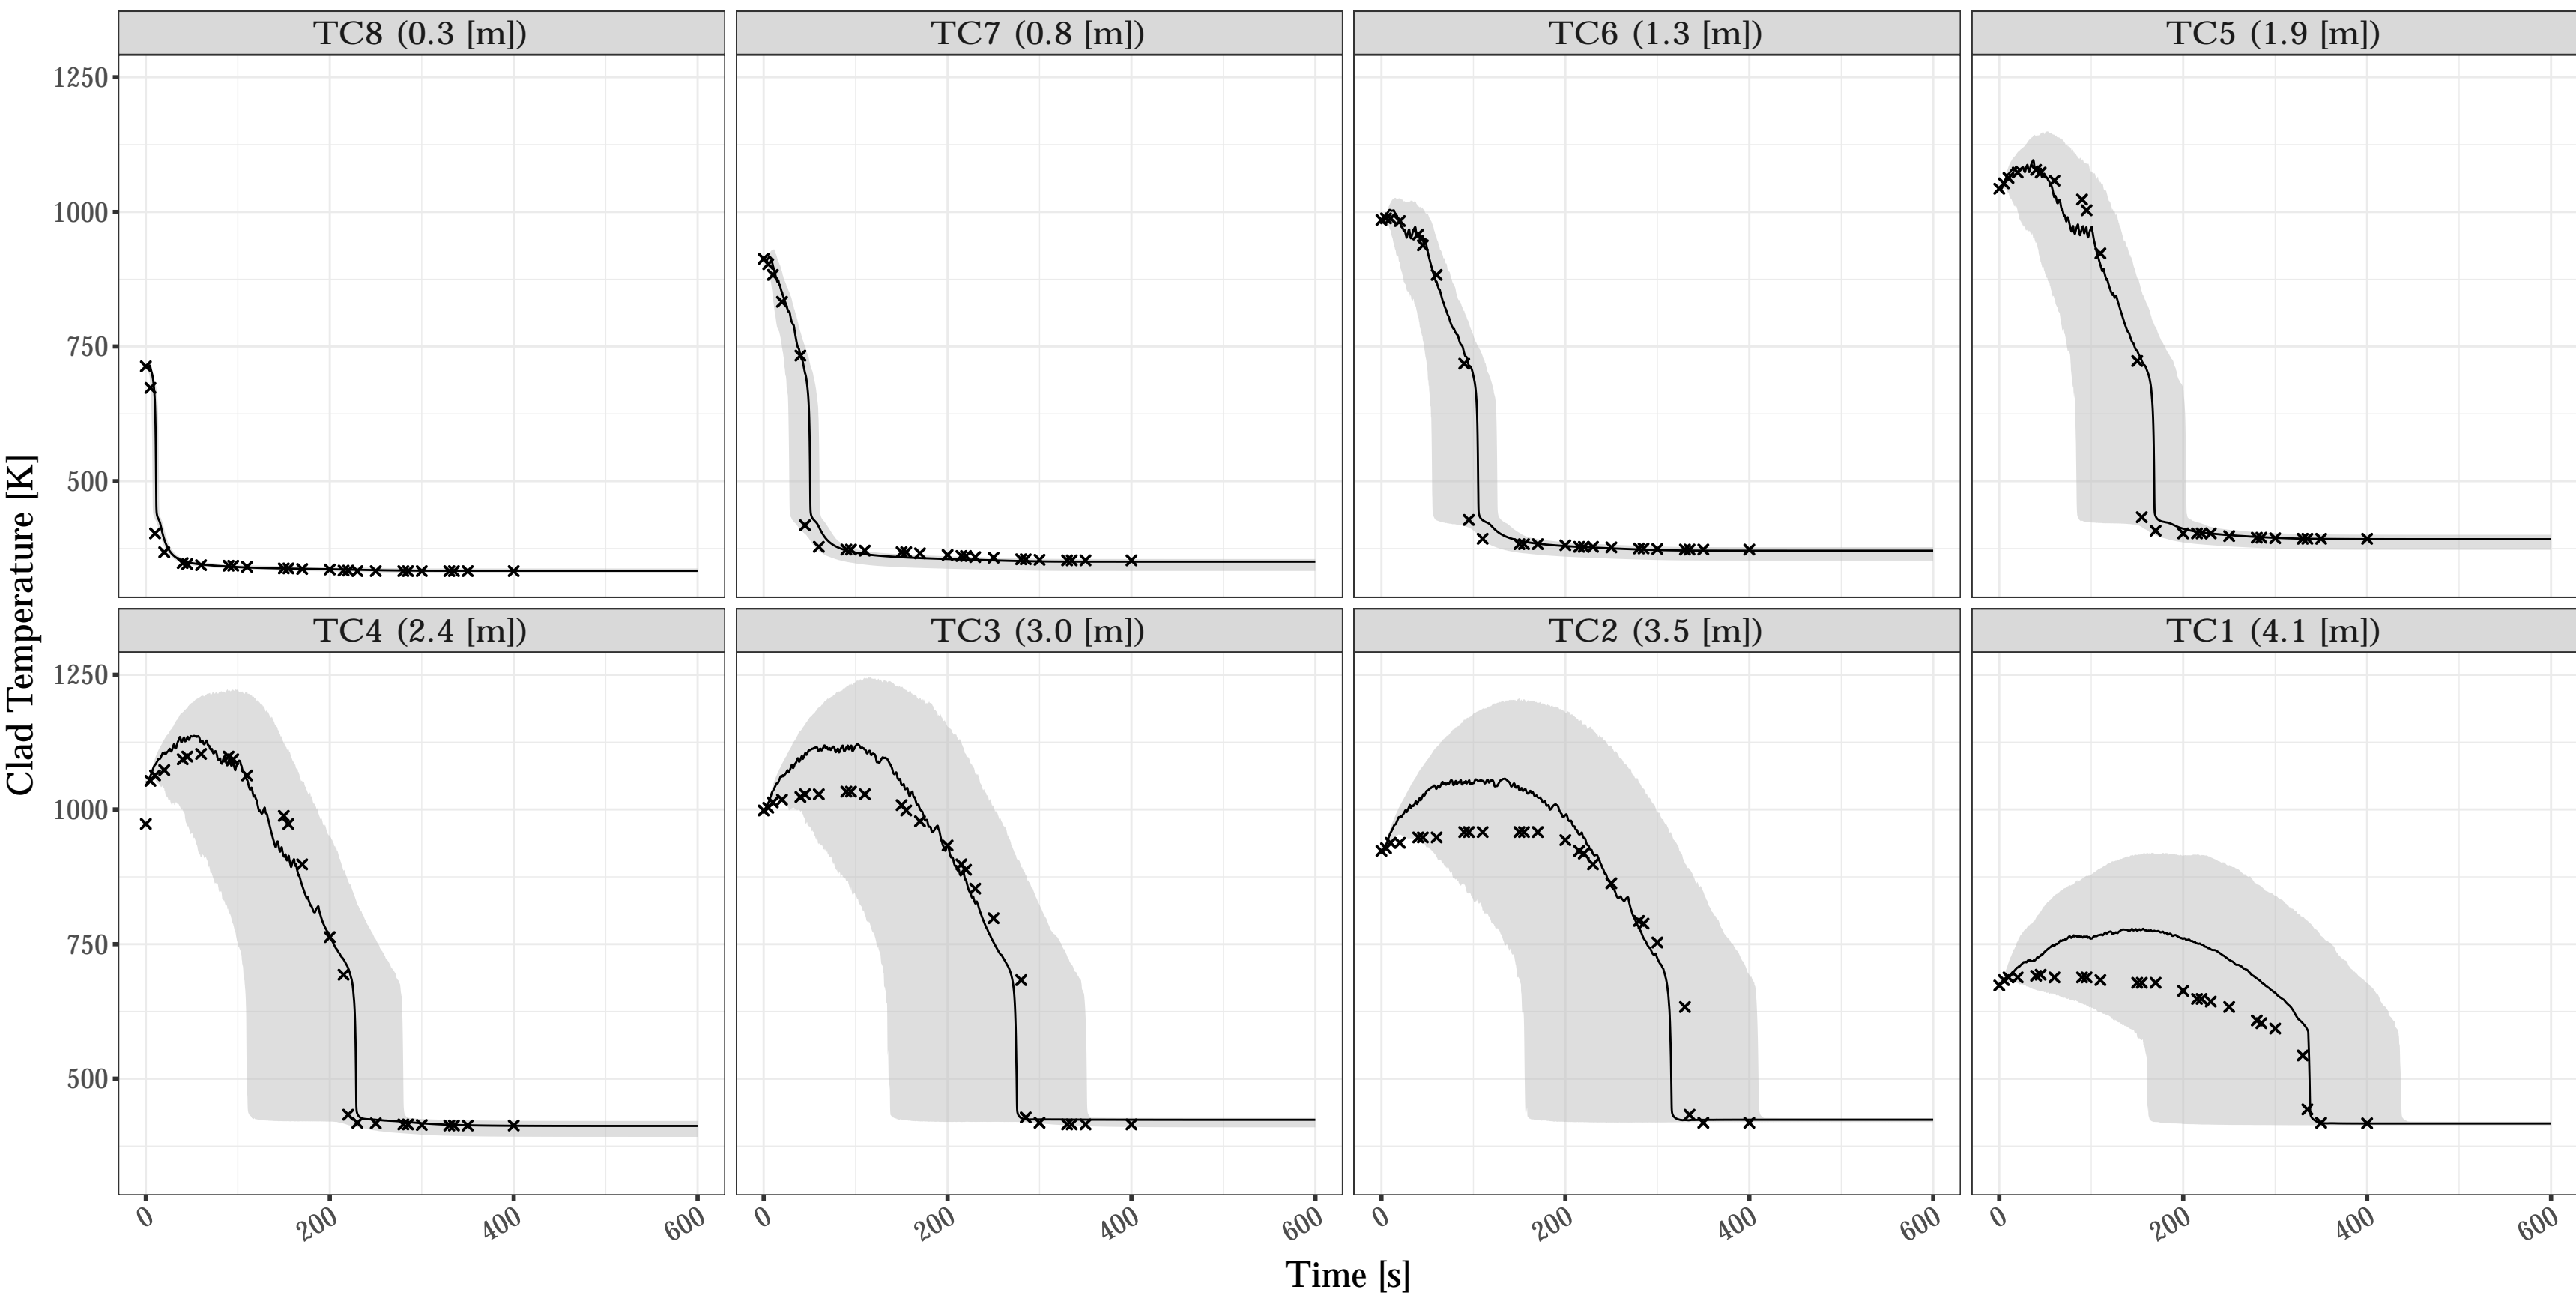 TC8 (0.3 [m])
TC7 (0.8 [m])
TC6 (1.3 [m])
TC5 (1.9 [m])
1250
1000
750
500
Clad Temperature [K]
TC4 (2.4 [m])
TC3 (3.0 [m])
TC2 (3.5 [m])
TC1 (4.1 [m])
1250
1000
750
500
0 200 400 600
0 200 400 600
0 200 400 600
0 200 400 600
Time [s]